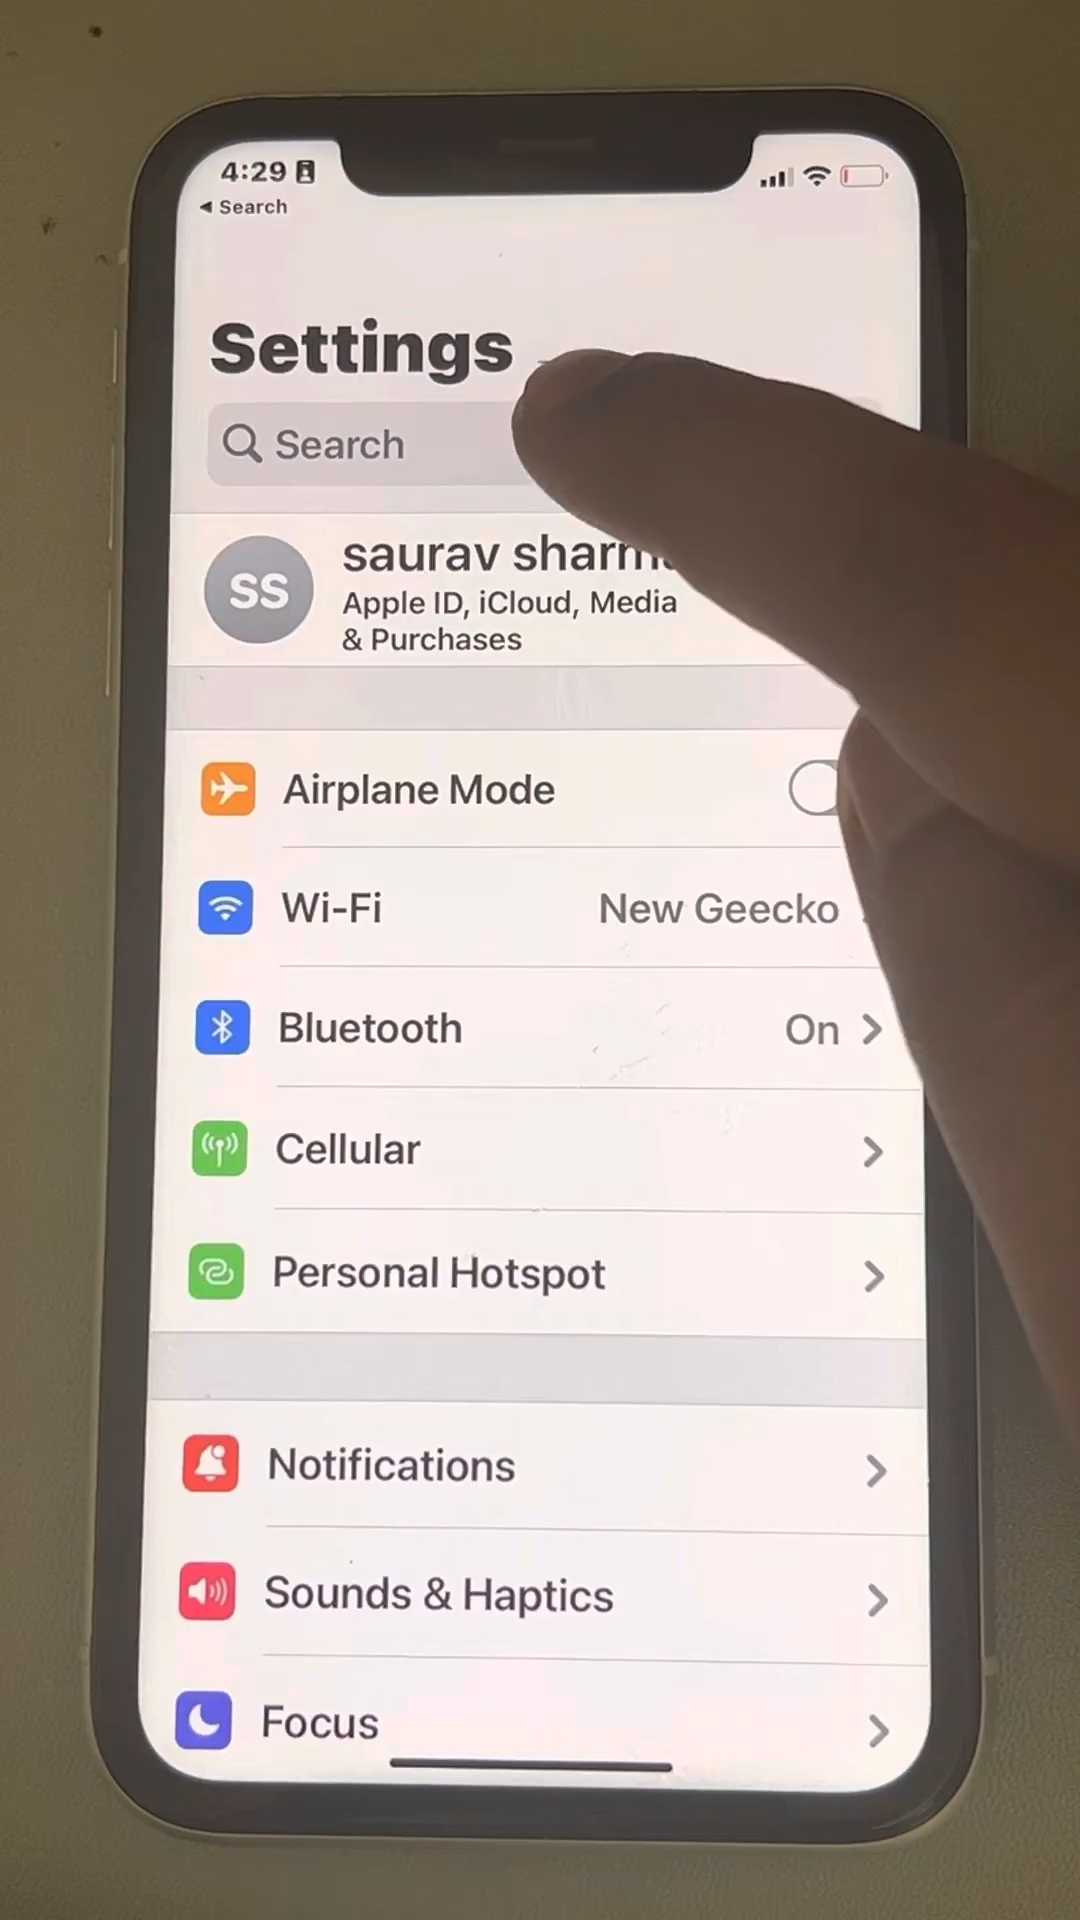 4:29
Search
Settings
Search
SS
saurav
Apple ID, iCloud, Media
& Purchases
Airplane Mode
Wi-Fi New Geecko
Bluetooth On
Cellular
Personal Hotspot
Notifications
Sounds & Haptics
Focus